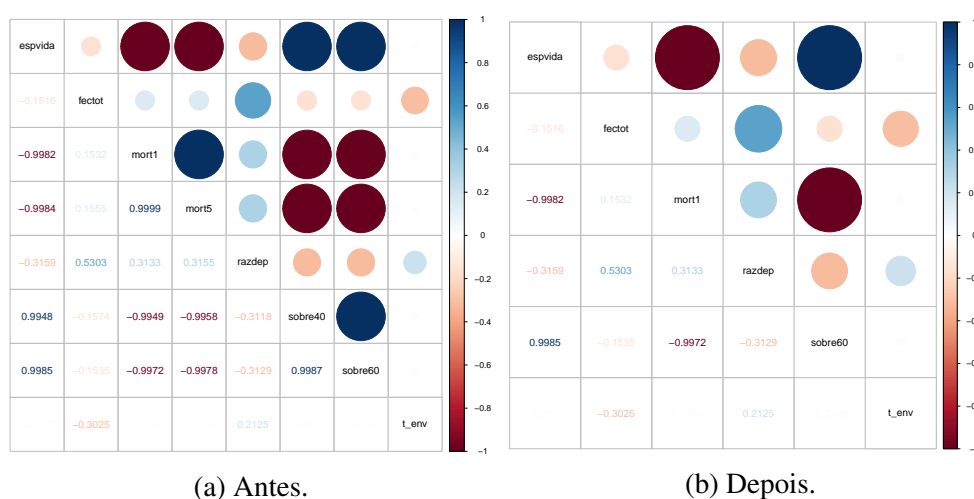 espvida
−0.1516 fectot
−0.9982 0.1532 mort1
−0.9984 0.1555 0.9999 mort5
−0.3159 0.5303 0.3133 0.3155 razdep
0.9948 −0.1574 −0.9949 −0.9958 −0.3118 sobre40
0.9985 −0.1535 −0.9972 −0.9978 −0.3129 0.9987 sobre60
−0.3025 0.2125 t_env
1
0.8
0.6
0.4
0.2
0
−0.2
−0.4
−0.6
−0.8
−1
(a) Antes.
espvida
−0.1516 fectot
−0.9982 0.1532 mort1
−0.3159 0.5303 0.3133 razdep
0.9985 −0.1535 −0.9972 −0.3129 sobre60
−0.3025 0.2125 t_env
(b) Depois.